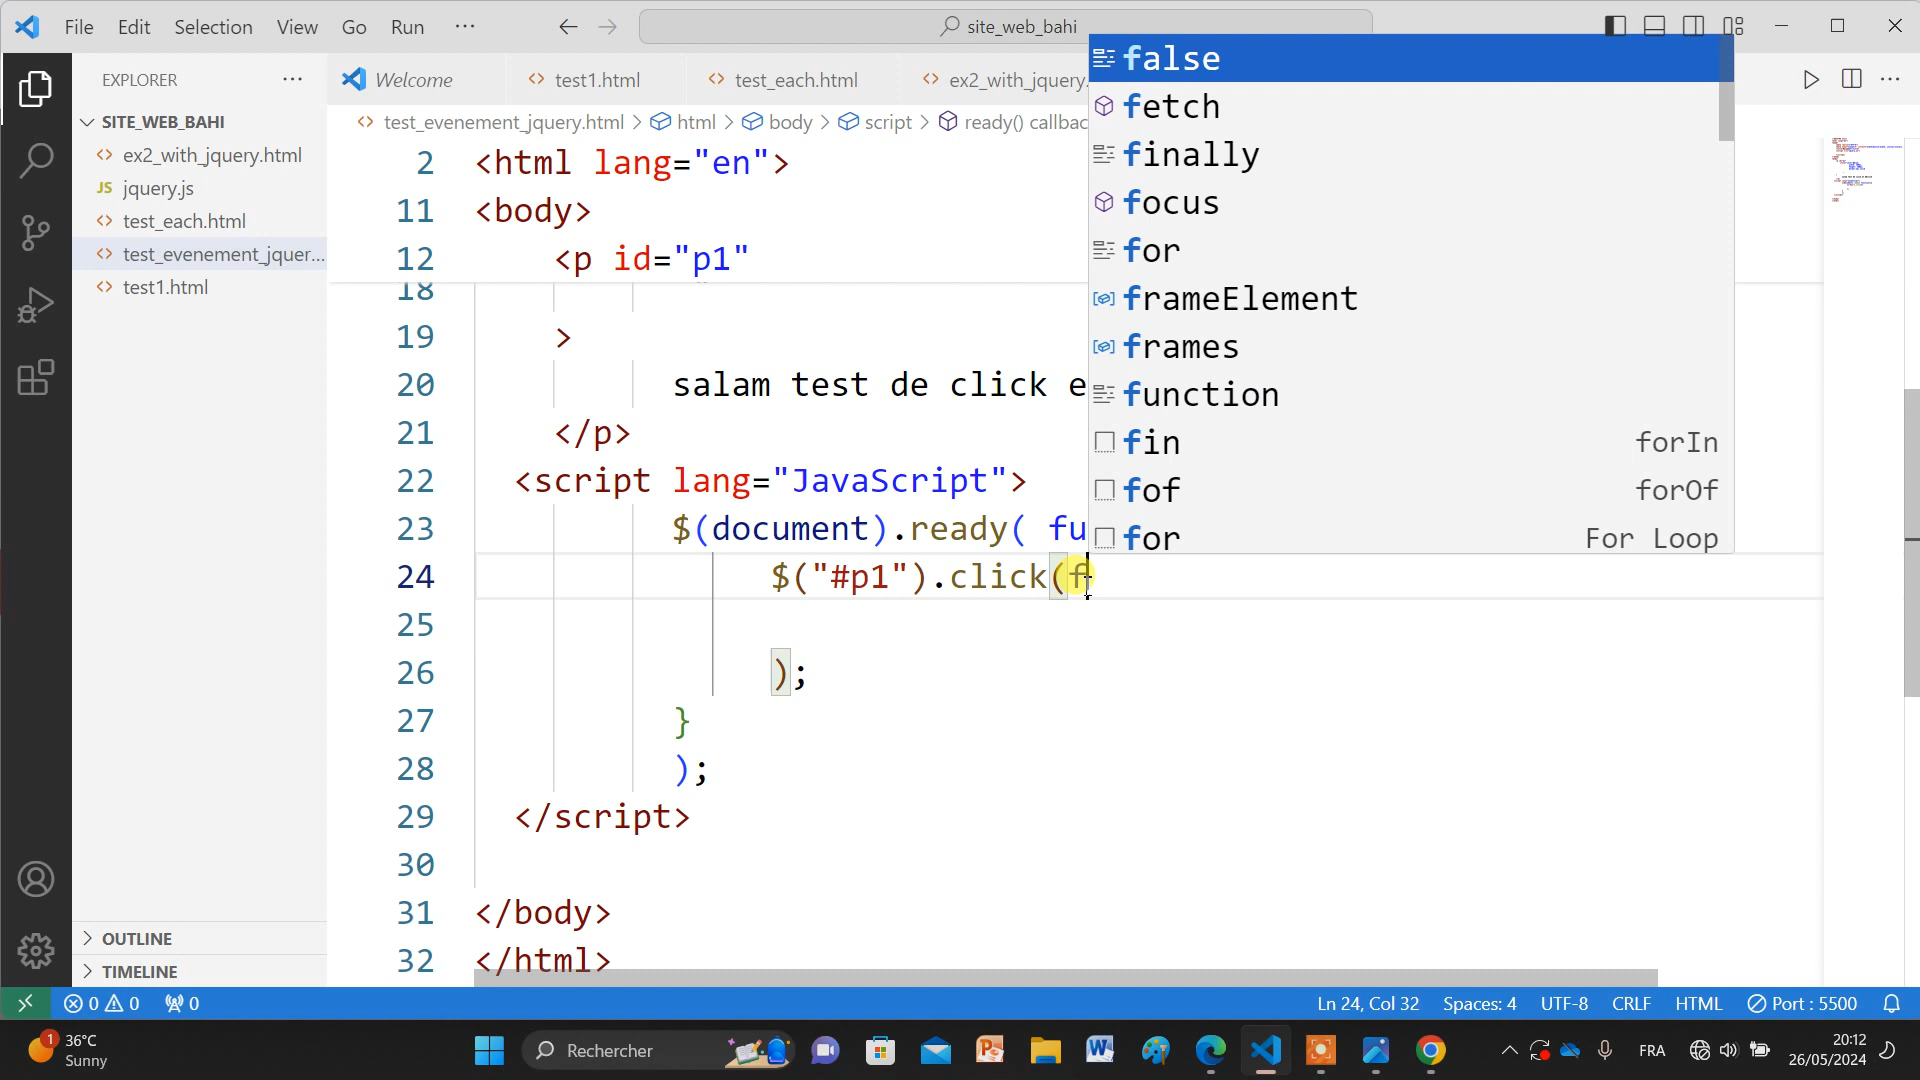 File Edit Selection View Go Run ··· site_web_bahi
EXPLORER ···
Welcome test1.html test_each.html ex2_with_jquery.
SITE_WEB_BAHI
ex2_with_jquery.html
JS jquery.js
test_each.html
test_evenement_jquer...
test1.html
OUTLINE
TIMELINE
test_evenement_jquery.html > html > body > script > ready() callbac
2 <html lang="en">
11 <body>
12 <p id="p1"
18
19 >
20 salam test de click e
21 </p>
22 <script lang="JavaScript">
23 $(document).ready( fu
24 $("#p1").click(f
25
26 );
27 }
28 );
29 </script>
30
31 </body>
32 </html>
false
fetch
finally
focus
for
frameElement
frames
function
fin forIn
fof forOf
for For Loop
0 0 0 Ln 24, Col 32 Spaces: 4 UTF-8 CRLF HTML Port : 5500
1 36°C
Sunny
Rechercher
FRA
20:12
26/05/2024